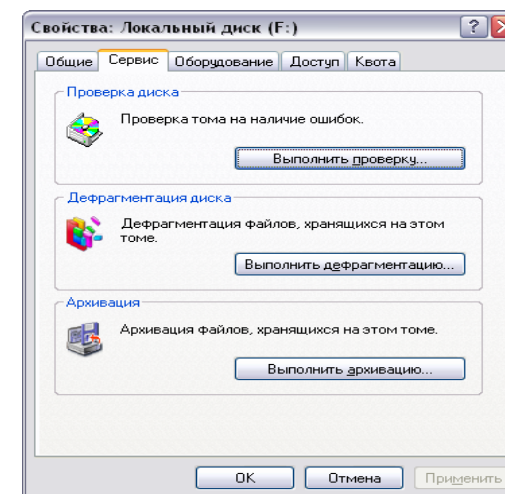 Свойства: Локальный диск (F:)
Общие Сервис Оборудование Доступ Квота
Проверка диска
Проверка тома на наличие ошибок.
Выполнить проверку...
Дефрагментация диска
Дефрагментация файлов, хранящихся на этом
томе.
Выполнить дефрагментацию...
Архивация
Архивация файлов, хранящихся на этом томе.
Выполнить архивацию...
ОК Отмена Применить